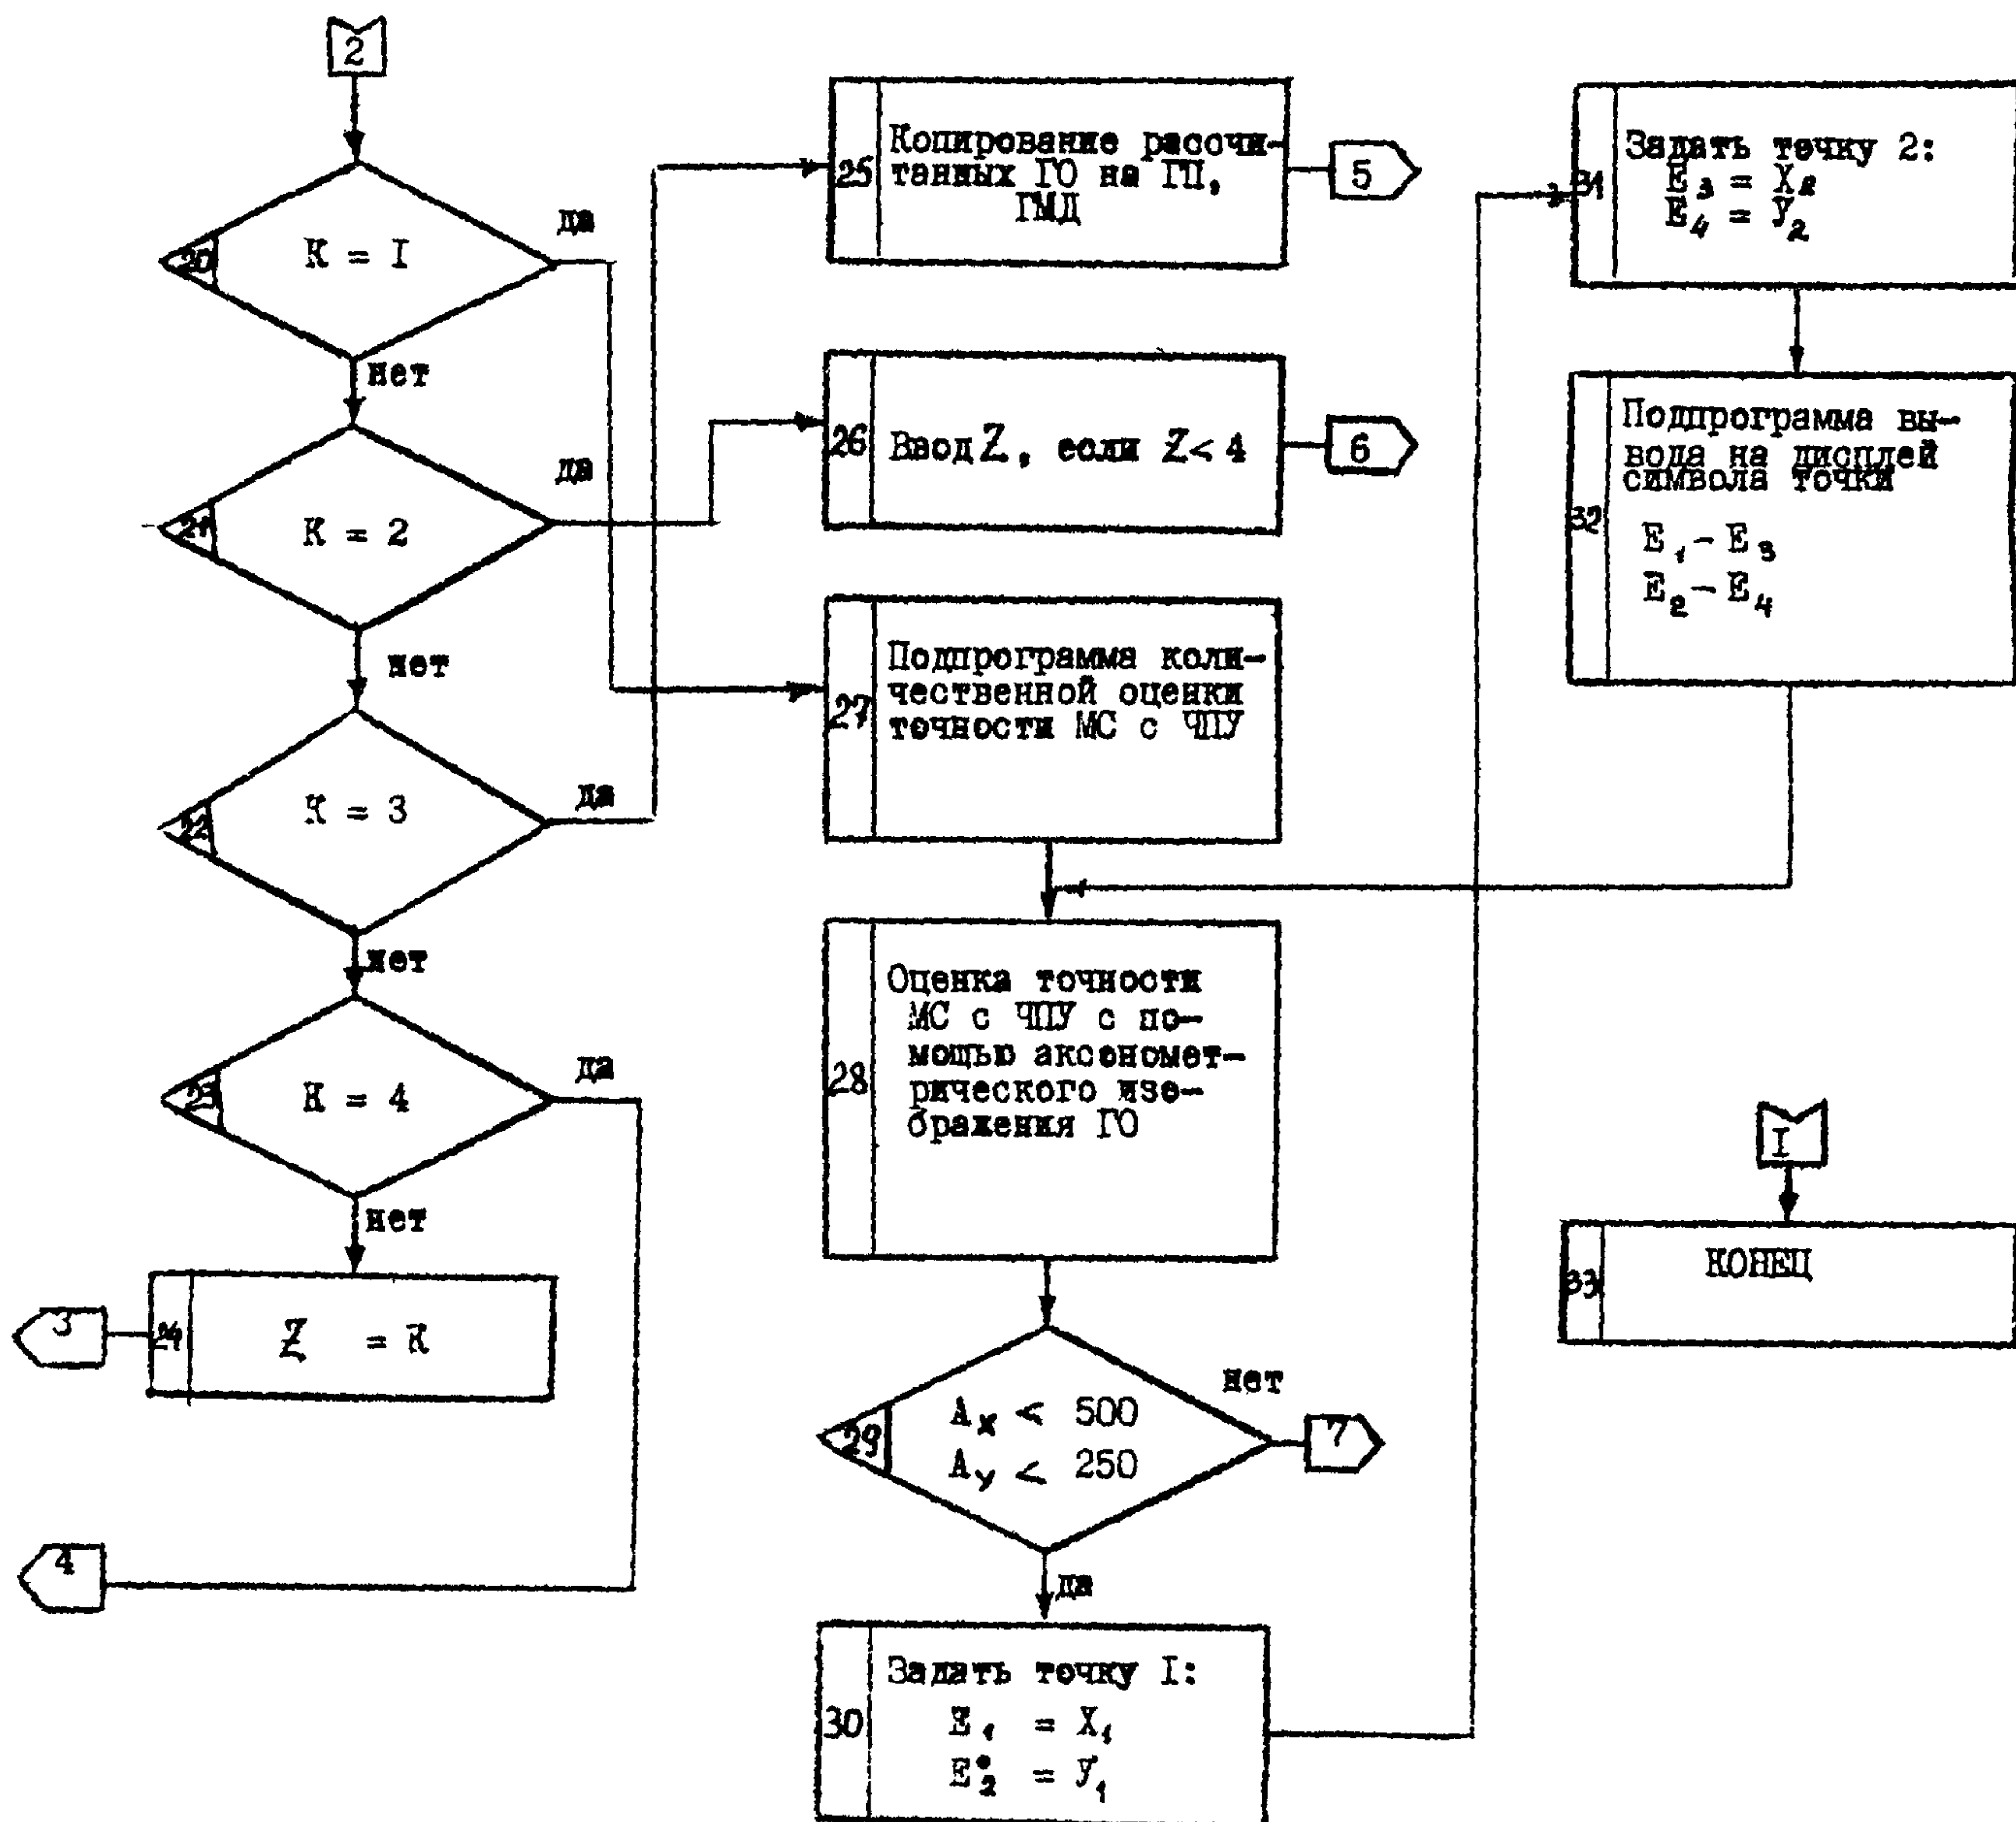 2
20
К = I
да
нет
21
К = 2
да
нет
22
К = 3
да
нет
23
К = 4
да
нет
3
24
Z = К
4
25
Копирование рассчи-
танных ГО на ГП,
ГМД
5
26
Ввод Z, если Z < 4
6
27
Подпрограмма коли-
чественной оценки
точности МС с ЧПУ
28
Оценка точности
МС с ЧПУ с по-
мощью аксономет-
рического изо-
бражения ГО
29
Aₓ < 500
Aᵧ < 250
нет
7
да
30
Задать точку I:
E₁ = X₁
E₂ = У₁
31
Задать точку 2:
E₃ = X₂
E₄ = У₂
32
Подпрограмма вы-
вода на дисплей
символа точки
E₁ – E₃
E₂ – E₄
I
33
КОНЕЦ